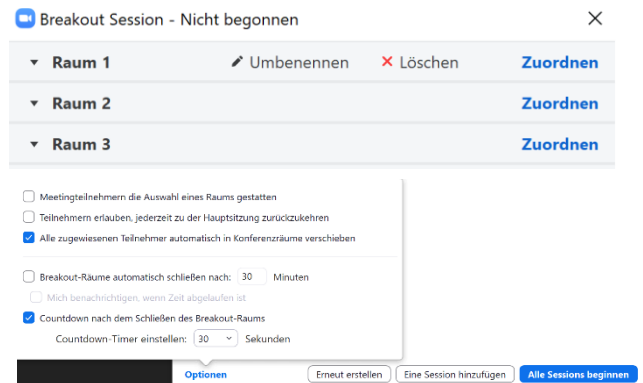 Breakout Session - Nicht begonnen
Raum 1 Umbenennen Löschen Zuordnen
Raum 2 Zuordnen
Raum 3 Zuordnen
Meetingteilnehmern die Auswahl eines Raums gestatten
Teilnehmern erlauben, jederzeit zu der Hauptsitzung zurückzukehren
Alle zugewiesenen Teilnehmer automatisch in Konferenzräume verschieben
Breakout-Räume automatisch schließen nach: 30 Minuten
Mich benachrichtigen, wenn Zeit abgelaufen ist
Countdown nach dem Schließen des Breakout-Raums
Countdown-Timer einstellen: 30 Sekunden
Optionen Erneut erstellen Eine Session hinzufügen Alle Sessions beginnen